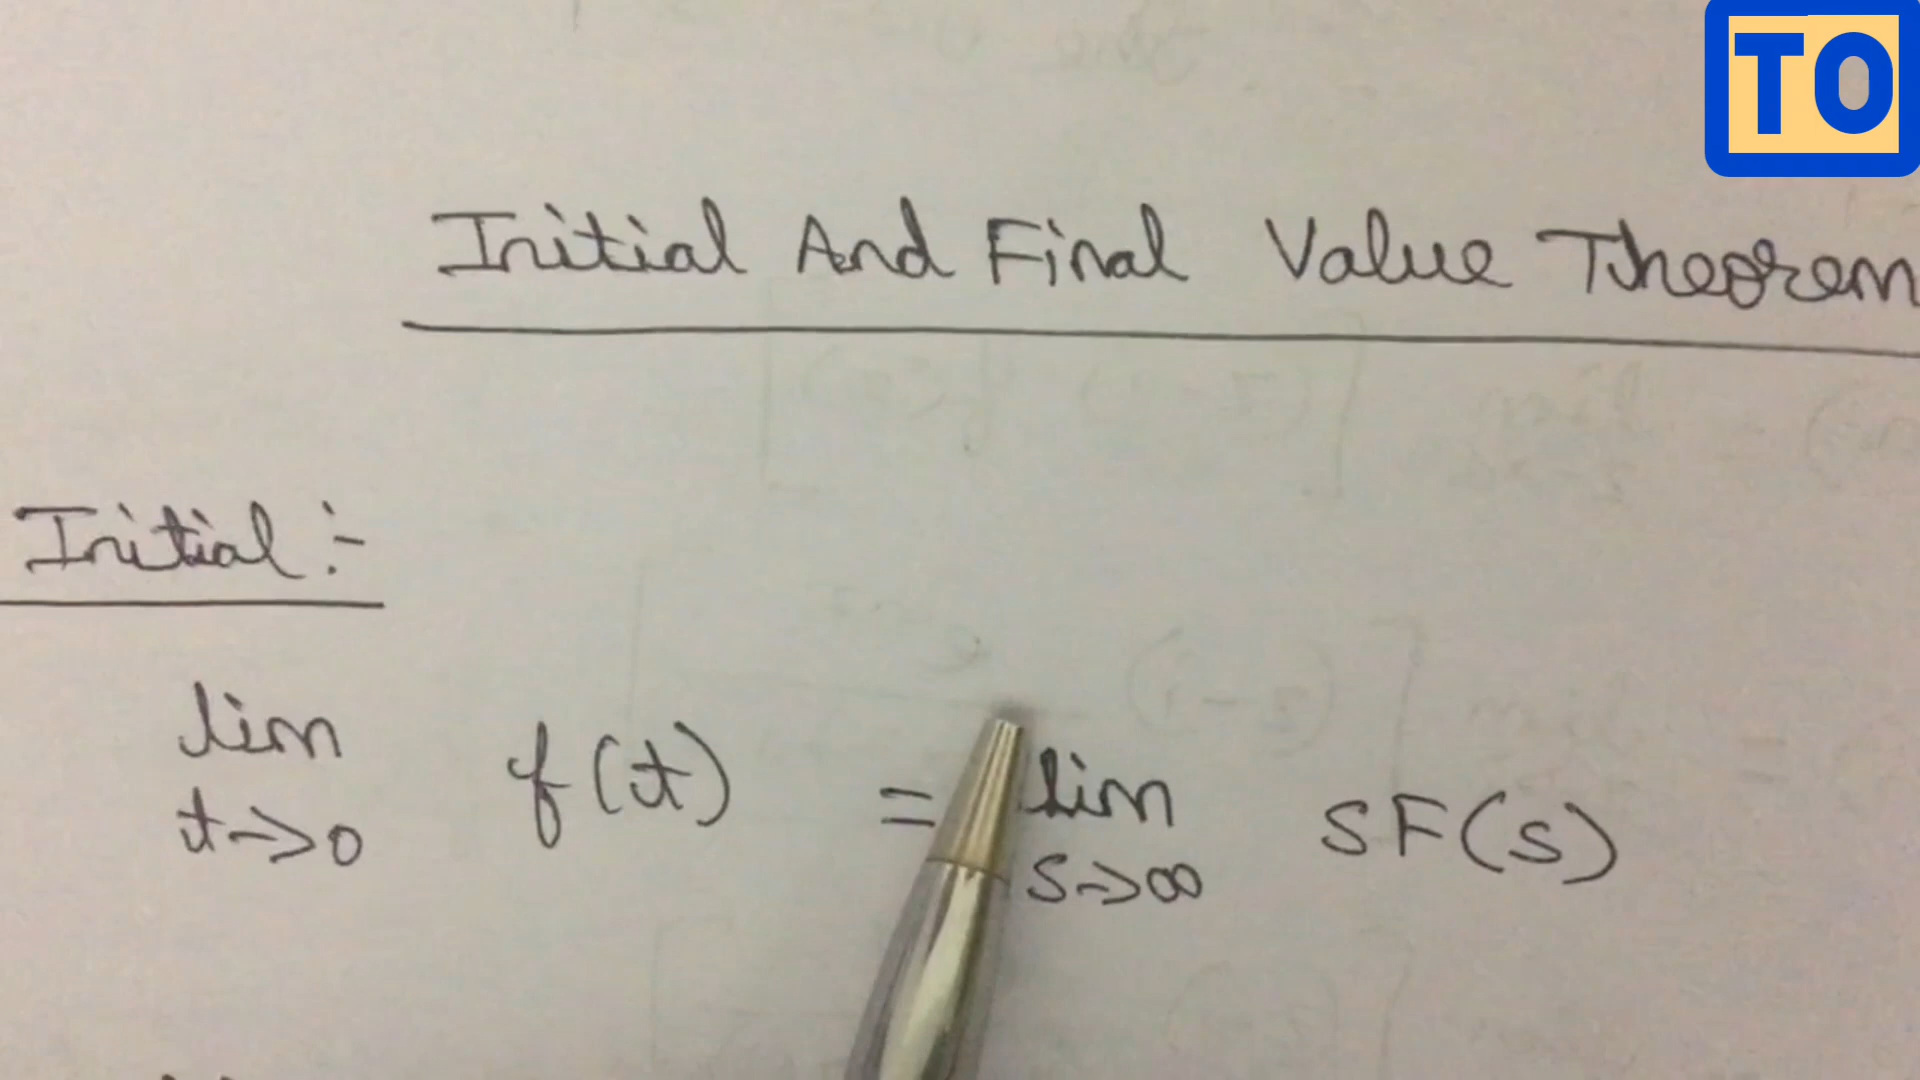 TO
Initial And Final Value Theorem
Initial :-
lim f(t) = lim SF(S)
t->0 S->∞